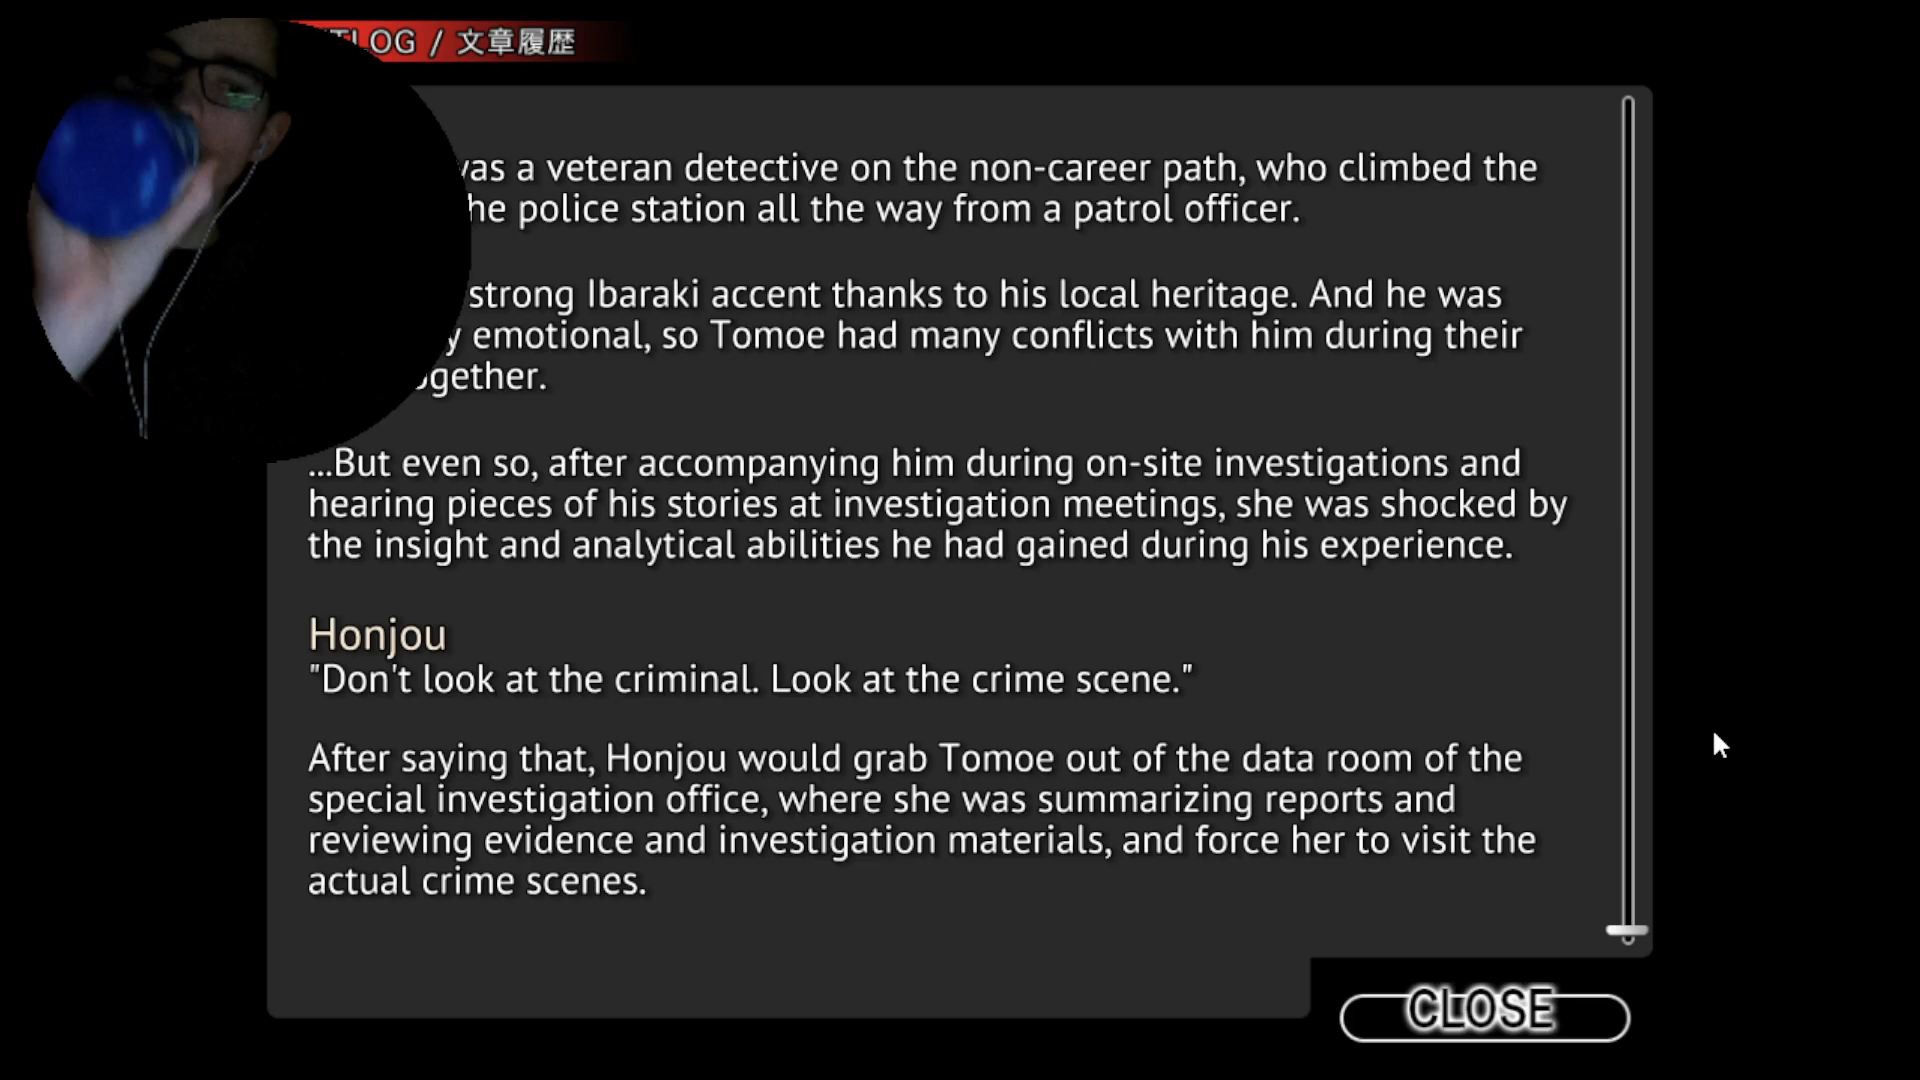 LOG / 文章履歴
was a veteran detective on the non-career path, who climbed the
he police station all the way from a patrol officer.
strong Ibaraki accent thanks to his local heritage. And he was
y emotional, so Tomoe had many conflicts with him during their
ogether.
...But even so, after accompanying him during on-site investigations and
hearing pieces of his stories at investigation meetings, she was shocked by
the insight and analytical abilities he had gained during his experience.
Honjou
"Don't look at the criminal. Look at the crime scene."
After saying that, Honjou would grab Tomoe out of the data room of the
special investigation office, where she was summarizing reports and
reviewing evidence and investigation materials, and force her to visit the
actual crime scenes.
CLOSE